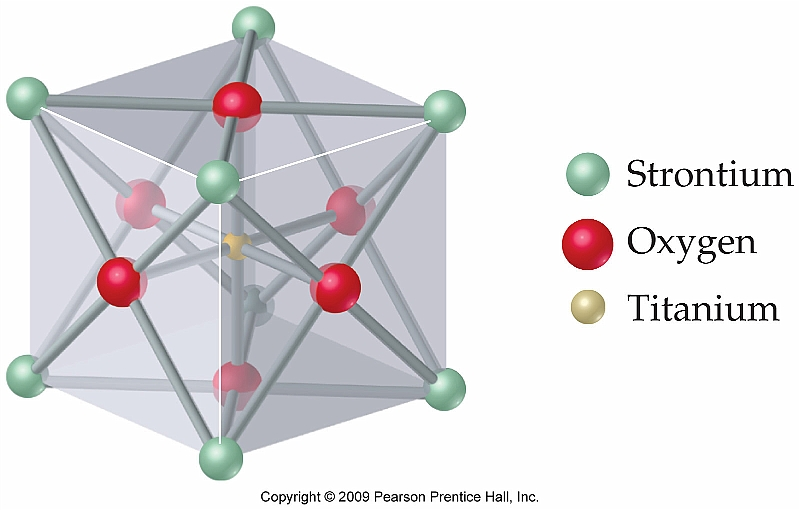 Strontium
Oxygen
Titanium
Copyright © 2009 Pearson Prentice Hall, Inc.